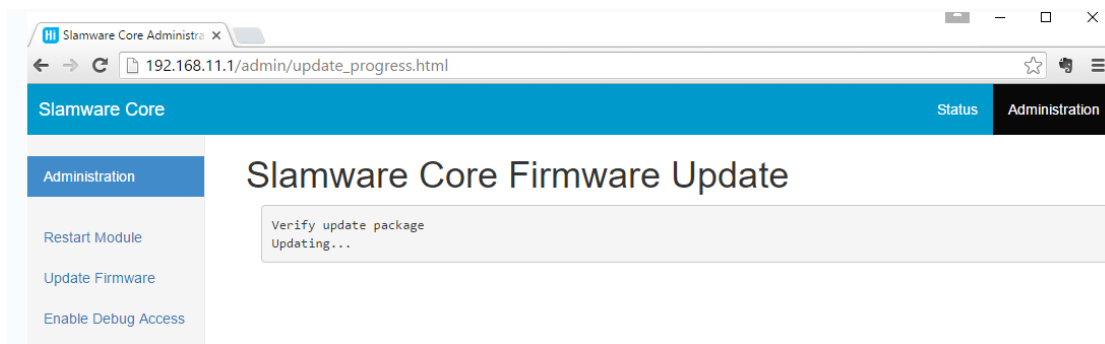 Hi Slamware Core Administra
192.168.11.1/admin/update_progress.html
Slamware Core
Status
Administration
Administration
Slamware Core Firmware Update
Verify update package
Updating...
Restart Module
Update Firmware
Enable Debug Access